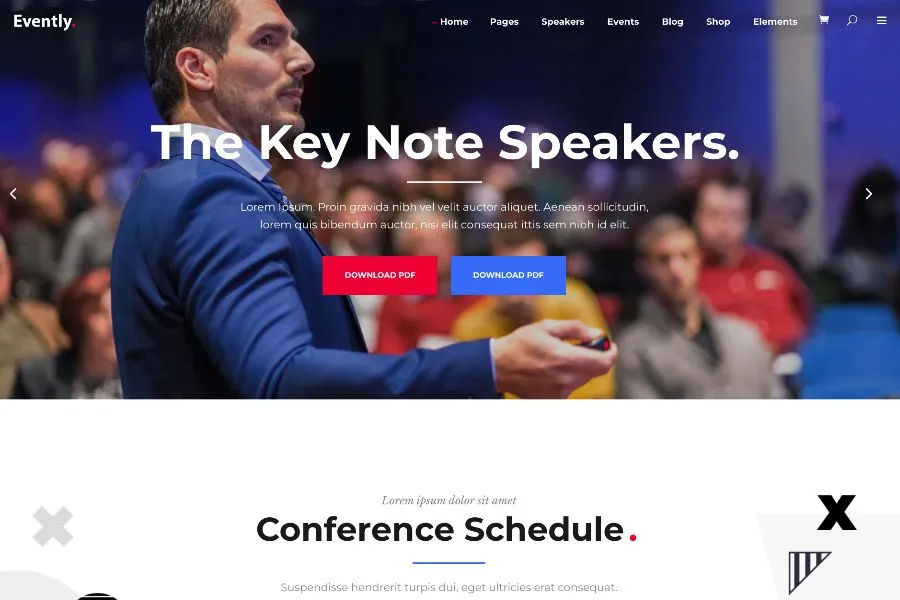 Evently.
Home Pages Speakers Events Blog Shop Elements
The Key Note Speakers.
Lorem Ipsum. Proin gravida nibh vel velit auctor aliquet. Aenean sollicitudin,
lorem quis bibendum auctor, nisi elit consequat ittis sem nibh id elit.
DOWNLOAD PDF DOWNLOAD PDF
Lorem ipsum dolor sit amet
Conference Schedule.
Suspendisse hendrerit turpis dui, eget ultricies erat consequat.